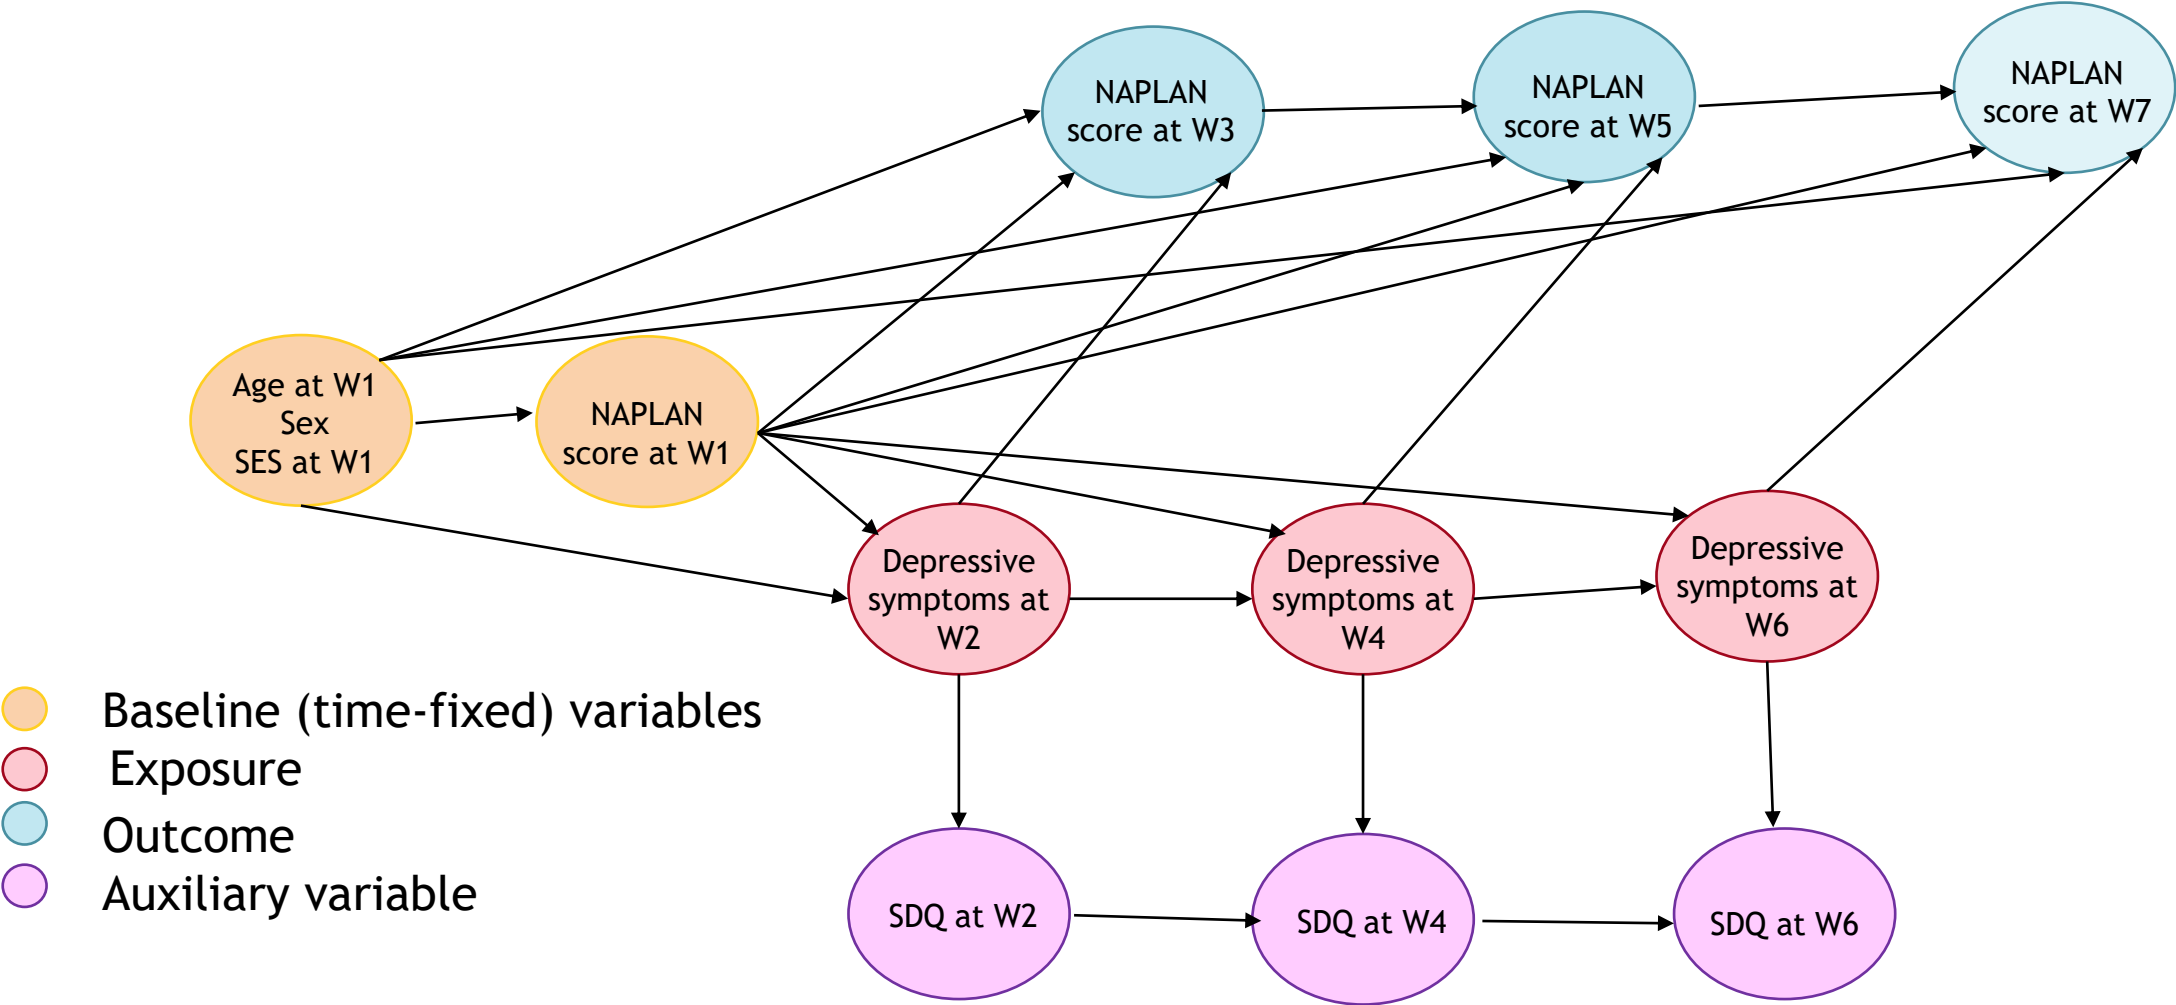 NAPLAN
score at W3
NAPLAN
score at W5
NAPLAN
score at W7
Age at W1
Sex
SES at W1
NAPLAN
score at W1
Depressive
symptoms at
W2
Depressive
symptoms at
W4
Depressive
symptoms at
W6
Baseline (time-fixed) variables
Exposure
Outcome
Auxiliary variable
SDQ at W2
SDQ at W4
SDQ at W6